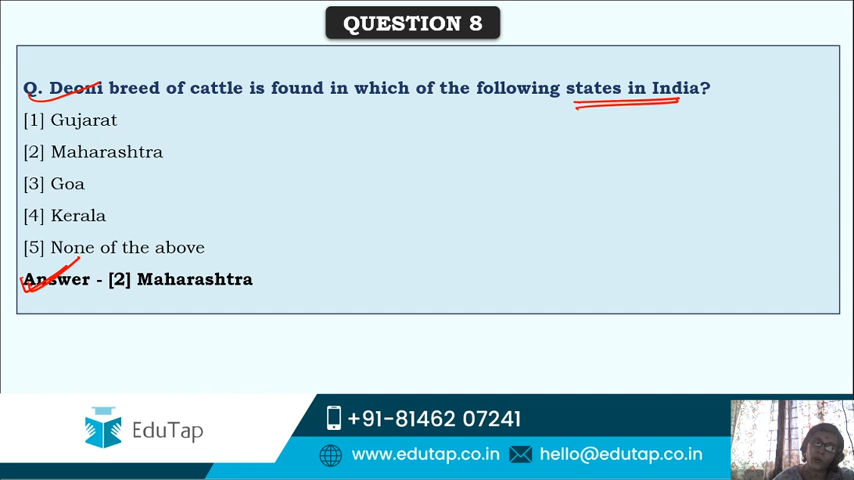 QUESTION 8
Q. Deoni breed of cattle is found in which of the following states in India?
[1] Gujarat
[2] Maharashtra
[3] Goa
[4] Kerala
[5] None of the above
Answer - [2] Maharashtra
EduTap
+91-81462 07241
www.edutap.co.in
hello@edutap.co.in